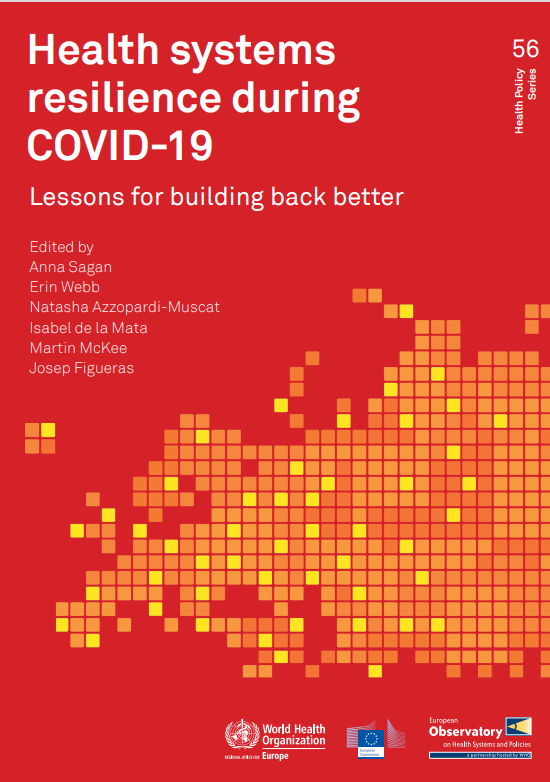 Health systems
resilience during
COVID-19
Lessons for building back better
56
Health Policy
Series
Edited by
Anna Sagan
Erin Webb
Natasha Azzopardi-Muscat
Isabel de la Mata
Martin McKee
Josep Figueras
World Health
Organization
REGIONAL OFFICE FOR Europe
European
Commission
European
Observatory
on Health Systems and Policies
a partnership hosted by WHO